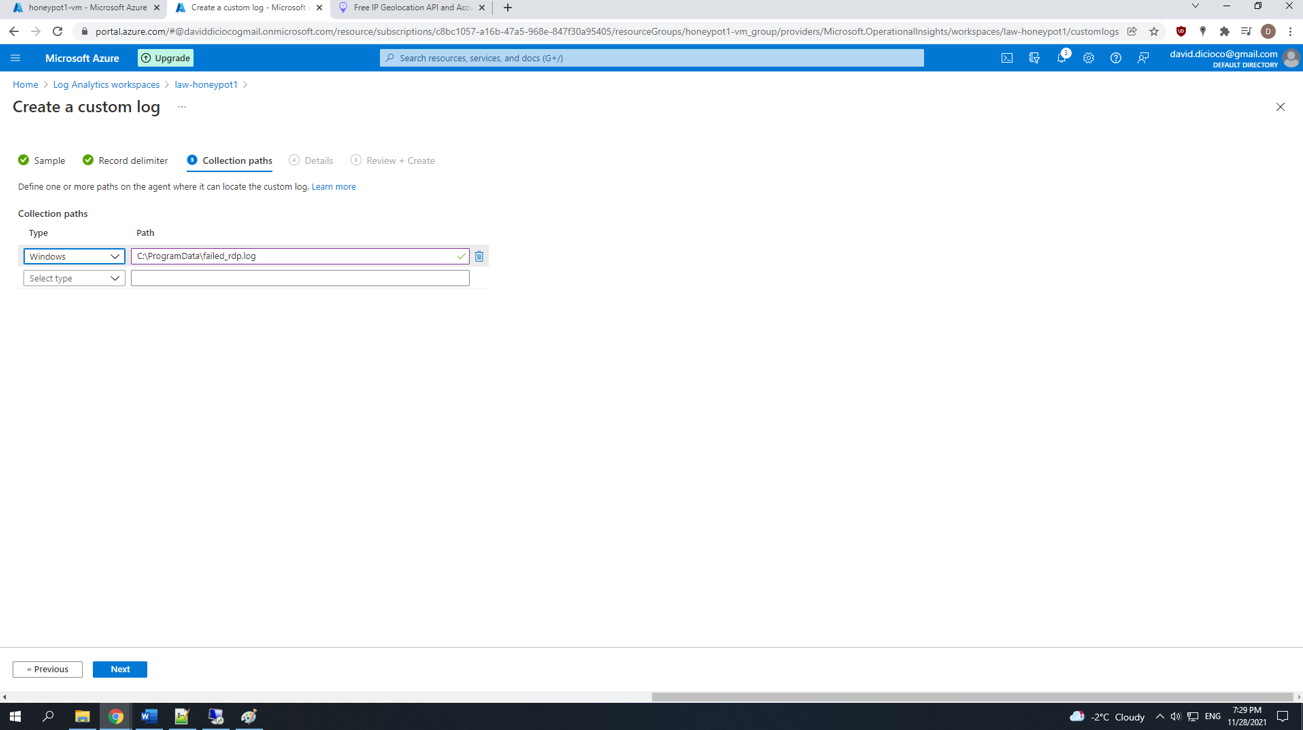 honeypot1-vm - Microsoft Azure
Create a custom log - Microsoft
Free IP Geolocation API and Acc
portal.azure.com/#@daviddiciocogmail.onmicrosoft.com/resource/subscriptions/c8bc1057-a16b-47a5-968e-847f30a95405/resourceGroups/honeypot1-vm_group/providers/Microsoft.OperationalInsights/workspaces/law-honeypot1/customlogs
D
Microsoft Azure
Upgrade
Search resources, services, and docs (G+/)
3
david.dicioco@gmail.com
DEFAULT DIRECTORY
Home > Log Analytics workspaces > law-honeypot1 >
Create a custom log ...
Sample
Record delimiter
3 Collection paths
4 Details
5 Review + Create
Define one or more paths on the agent where it can locate the custom log. Learn more
Collection paths
Type Path
Windows C:\ProgramData\failed_rdp.log
Select type
« Previous Next
-2°C Cloudy
ENG
7:29 PM
11/28/2021